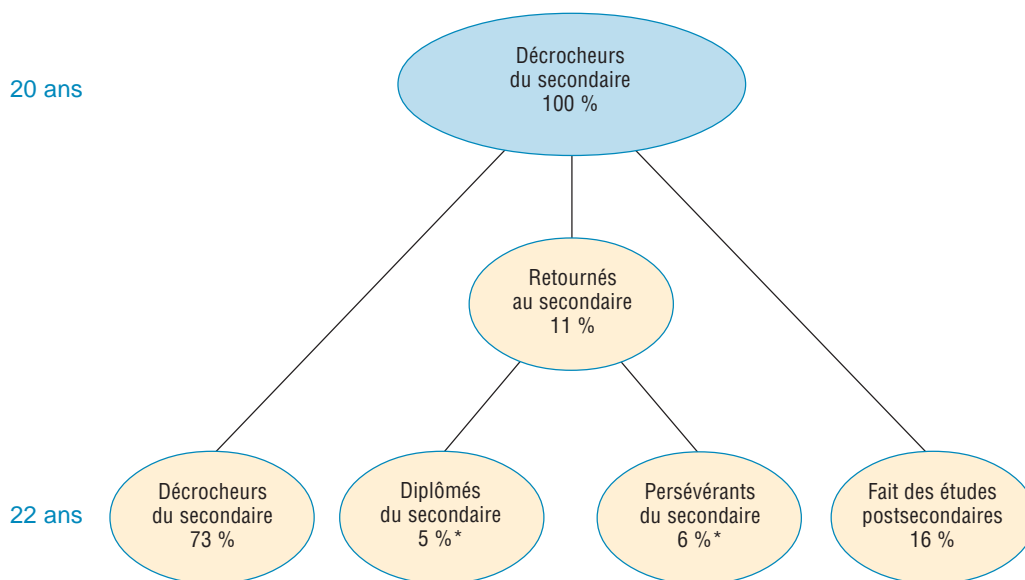 20 ans
Décrocheurs
du secondaire
100 %
Retournés
au secondaire
11 %
22 ans
Décrocheurs
du secondaire
73 %
Diplômés
du secondaire
5 %*
Persévérants
du secondaire
6 %*
Fait des études
postsecondaires
16 %